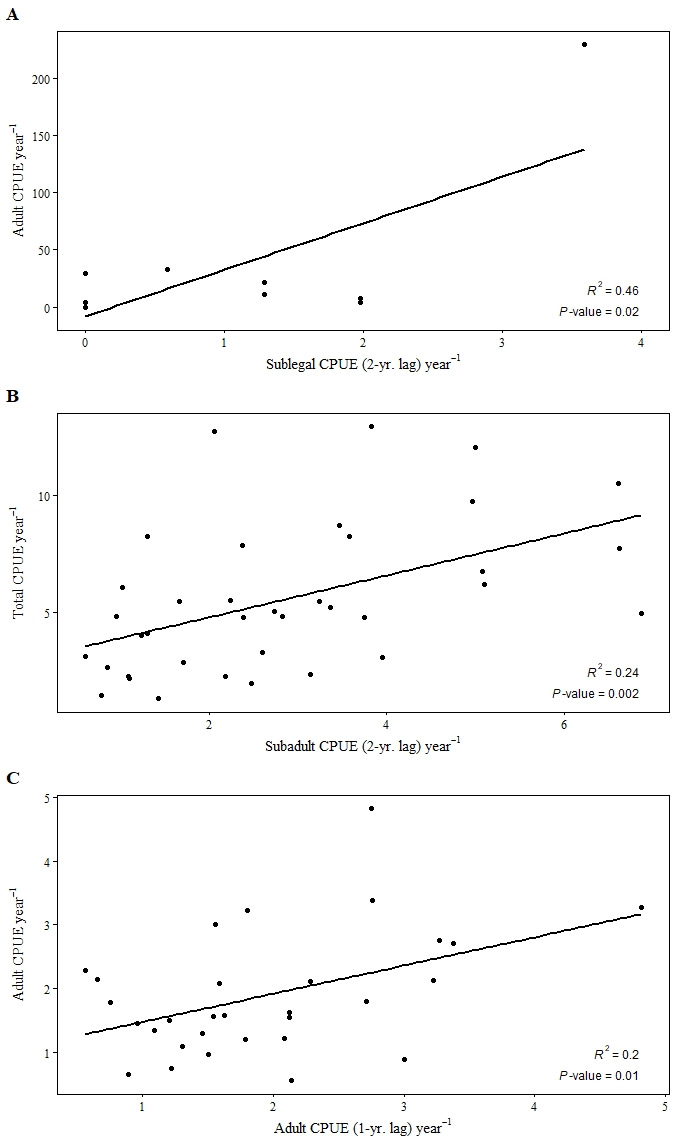 A
Adult CPUE year⁻¹
200
150
100
50
0
R² = 0.46
P-value = 0.02
0 1 2 3 4
Sublegal CPUE (2-yr. lag) year⁻¹
B
Total CPUE year⁻¹
10
5
R² = 0.24
P-value = 0.002
2 4 6
Subadult CPUE (2-yr. lag) year⁻¹
C
Adult CPUE year⁻¹
5
4
3
2
1
R² = 0.2
P-value = 0.01
1 2 3 4 5
Adult CPUE (1-yr. lag) year⁻¹